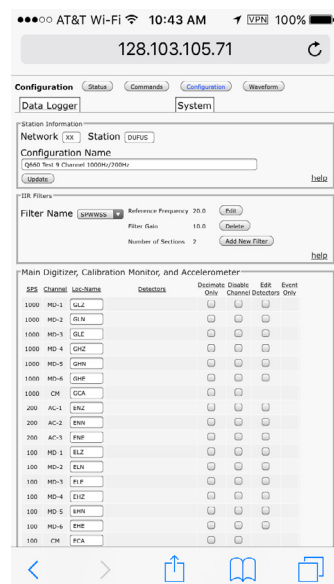 AT&T Wi-Fi 10:43 AM VPN 100%
128.103.105.71
Configuration Status Commands Configuration Waveform
Data Logger System
Station Information
Network XX Station DUFUS
Configuration Name
Q660 Test 9 Channel 1000Hz/200Hz
Update help
IIR Filters
Filter Name SPWWSS Reference Frequency 20.0 Edit
Filter Gain 10.0 Delete
Number of Sections 2 Add New Filter
help
Main Digitizer, Calibration Monitor, and Accelerometer
SPS Channel Loc-Name Detectors Decimate Only Disable Channel Edit Detectors Event Only
1000 MD-1 GLZ
1000 MD-2 GLN
1000 MD-3 GLE
1000 MD-4 GHZ
1000 MD-5 GHN
1000 MD-6 GHE
1000 CM GCA
200 AC-1 ENZ
200 AC-2 ENN
200 AC-3 ENE
100 MD-1 ELZ
100 MD-2 ELN
100 MD-3 ELE
100 MD-4 EHZ
100 MD-5 EHN
100 MD-6 EHE
100 CM ECA